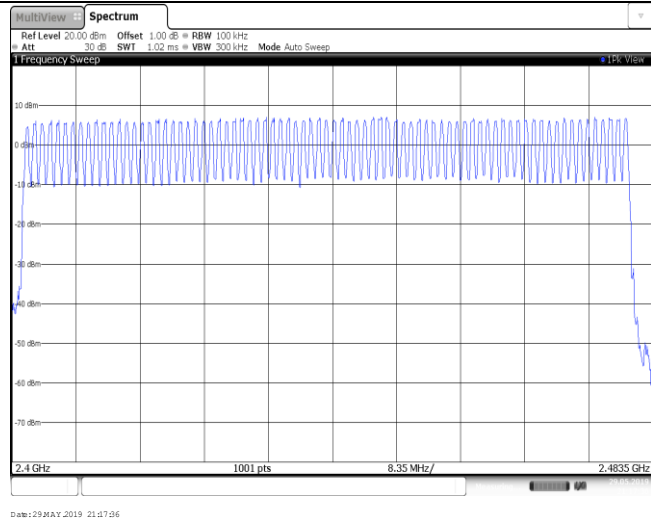 MultiView Spectrum
Ref Level 20.00 dBm Offset 1.00 dB RBW 100 kHz
Att 30 dB SWT 1.02 ms VBW 300 kHz Mode Auto Sweep
1 Frequency Sweep 1Pk View
10 dBm
0 dBm
-10 dBm
-20 dBm
-30 dBm
-40 dBm
-50 dBm
-60 dBm
-70 dBm
2.4 GHz 1001 pts 8.35 MHz/ 2.4835 GHz
29.05.2019
Date:29.MAY.2019 21:17:36